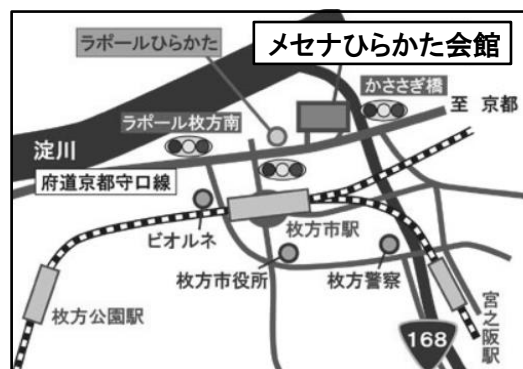 ラポールひらかた
メセナひらかた会館
かささぎ橋
至 京都
ラポール枚方南
淀川
府道京都守口線
ビオルネ
枚方市駅
枚方市役所
枚方警察
枚方公園駅
宮之阪駅
168